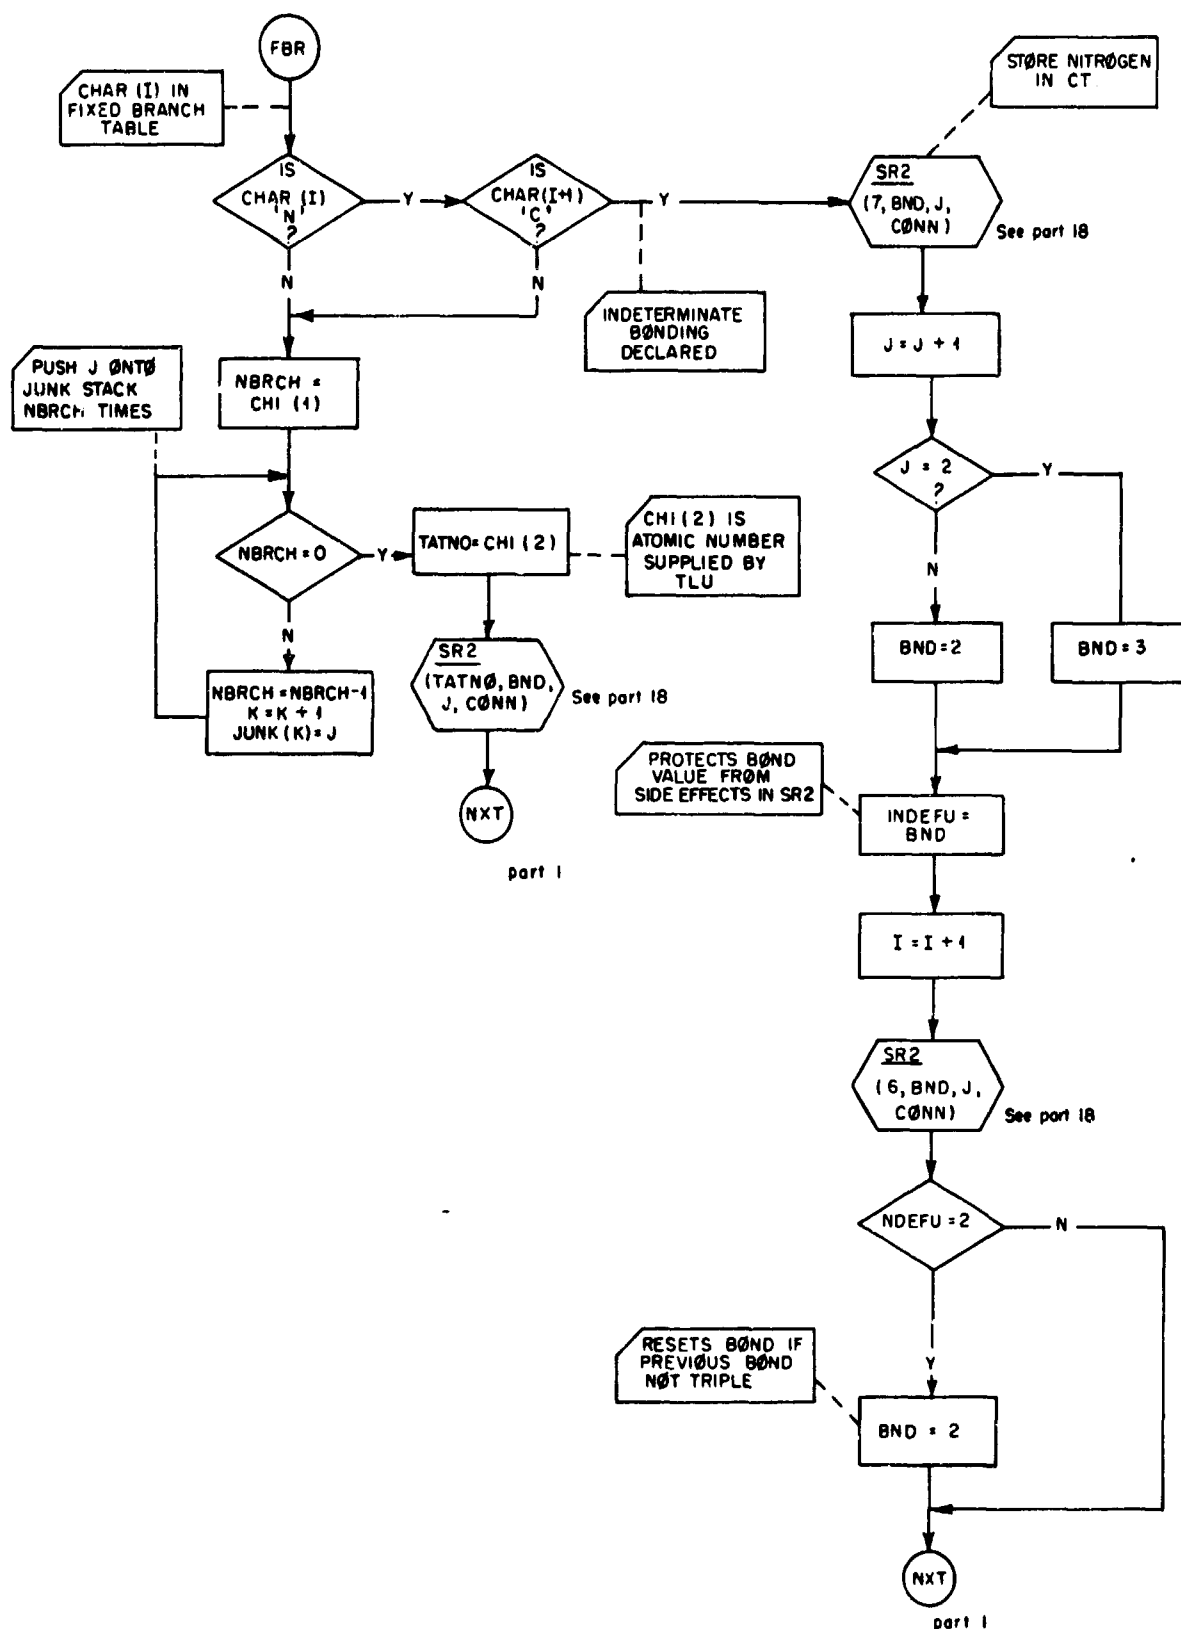 FBR
CHAR (I) IN
FIXED BRANCH
TABLE
STØRE NITRØGEN
IN CT
IS
CHAR (I)
'N'
?
Y
IS
CHAR(I+1)
'C'
?
Y
SR2
(7, BND, J,
CØNN)
See part 18
N
N
INDETERMINATE
BØNDING
DECLARED
J = J + 1
PUSH J ØNTØ
JUNK STACK
NBRCH TIMES
NBRCH =
CHI (1)
J = 2
?
Y
N
NBRCH = 0
Y
TATNO = CHI (2)
CHI (2) IS
ATOMIC NUMBER
SUPPLIED BY
TLU
N
BND = 2
BND = 3
NBRCH = NBRCH-1
K = K + 1
JUNK (K) = J
SR2
(TATNØ, BND,
J, CØNN)
See part 18
NXT
part 1
PROTECTS BØND
VALUE FRØM
SIDE EFFECTS IN SR2
INDEFU =
BND
I = I + 1
SR2
(6, BND, J,
CØNN)
See part 18
NDEFU = 2
N
Y
RESETS BØND IF
PREVIØUS BØND
NØT TRIPLE
BND = 2
NXT
part 1